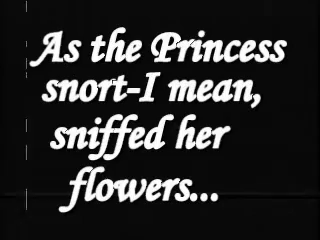 As the Princess
snort-I mean,
sniffed her
flowers...